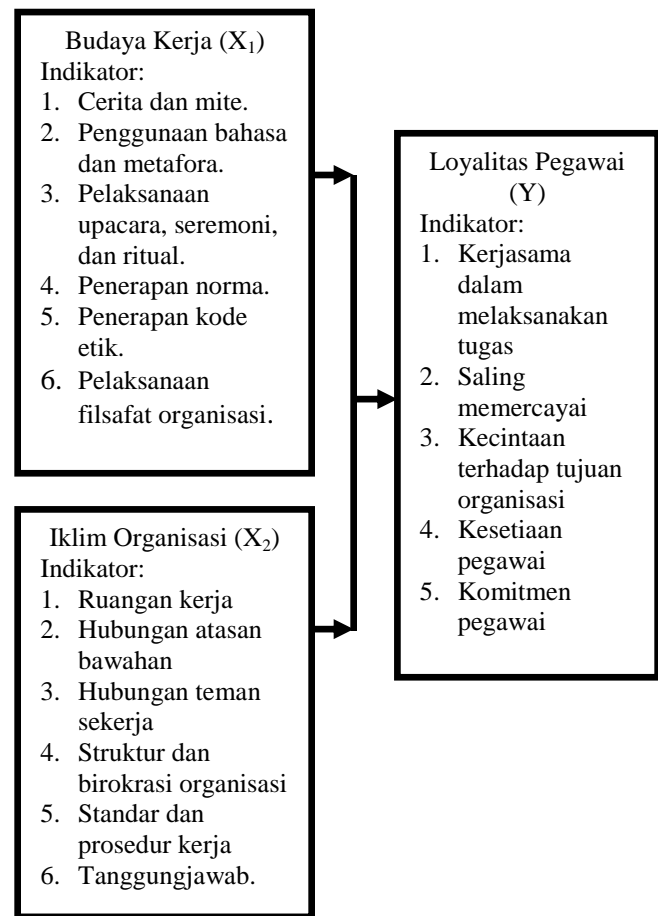 Budaya Kerja (X₁)
Indikator:
1. Cerita dan mite.
2. Penggunaan bahasa
dan metafora.
3. Pelaksanaan
upacara, seremoni,
dan ritual.
4. Penerapan norma.
5. Penerapan kode
etik.
6. Pelaksanaan
filsafat organisasi.
Iklim Organisasi (X₂)
Indikator:
1. Ruangan kerja
2. Hubungan atasan
bawahan
3. Hubungan teman
sekerja
4. Struktur dan
birokrasi organisasi
5. Standar dan
prosedur kerja
6. Tanggungjawab.
Loyalitas Pegawai
(Y)
Indikator:
1. Kerjasama
dalam
melaksanakan
tugas
2. Saling
memercayai
3. Kecintaan
terhadap tujuan
organisasi
4. Kesetiaan
pegawai
5. Komitmen
pegawai